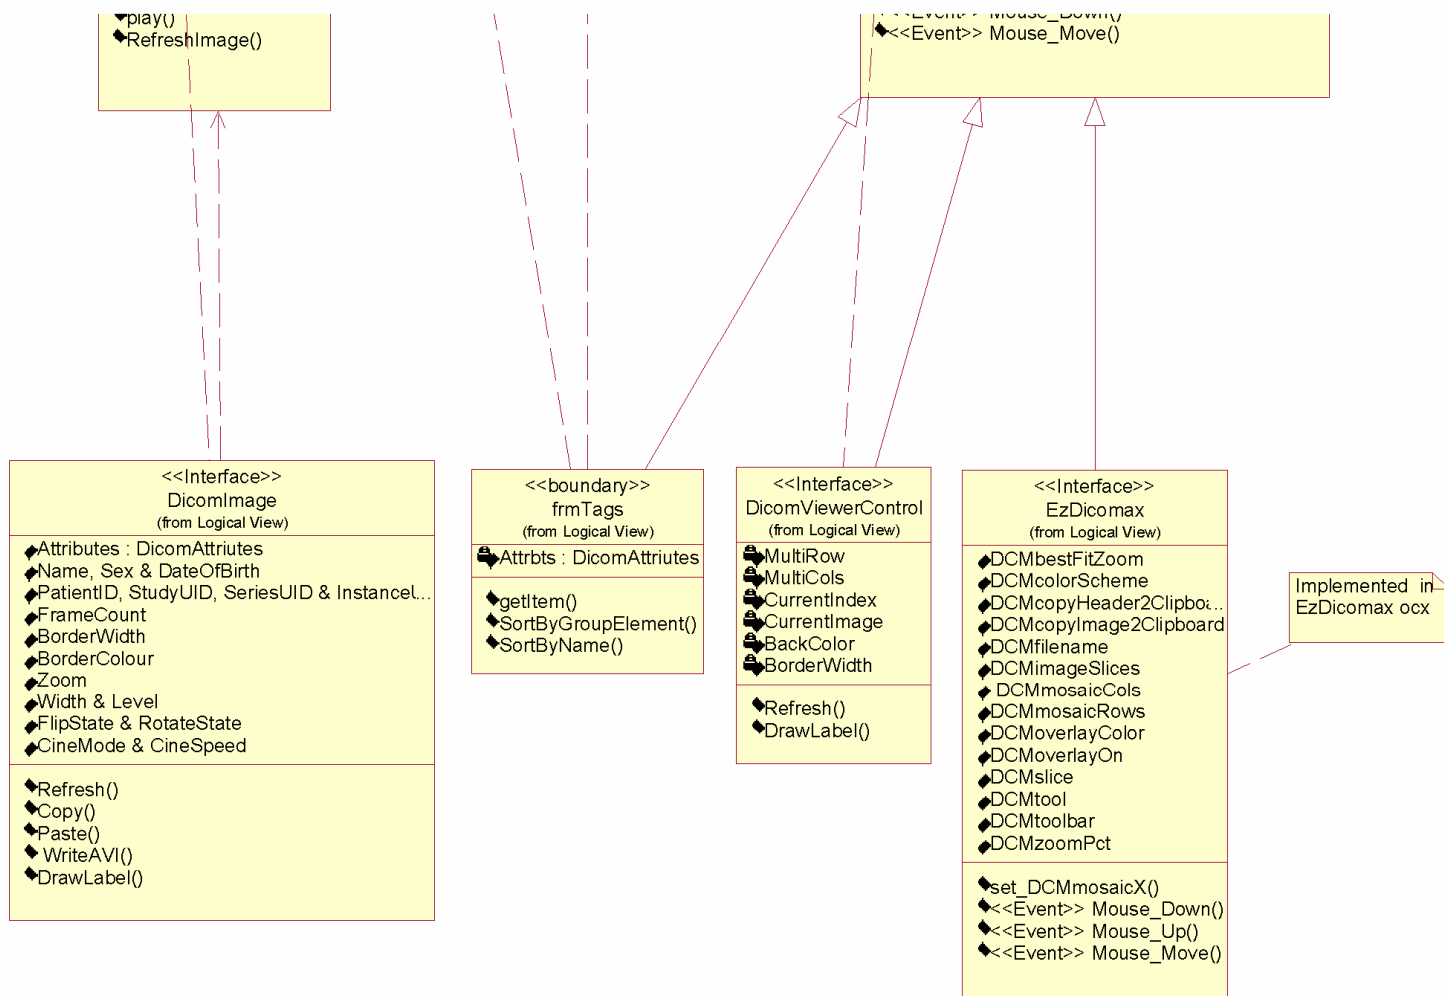 play()
RefreshImage()
<<Event>> Mouse_Down()
<<Event>> Mouse_Move()
<<Interface>>
DicomImage
(from Logical View)
Attributes : DicomAttriutes
Name, Sex & DateOfBirth
PatientID, StudyUID, SeriesUID & Instancel...
FrameCount
BorderWidth
BorderColour
Zoom
Width & Level
FlipState & RotateState
CineMode & CineSpeed
Refresh()
Copy()
Paste()
WriteAVI()
DrawLabel()
<<boundary>>
frmTags
(from Logical View)
Attrbts : DicomAttriutes
getItem()
SortByGroupElement()
SortByName()
<<Interface>>
DicomViewerControl
(from Logical View)
MultiRow
MultiCols
CurrentIndex
CurrentImage
BackColor
BorderWidth
Refresh()
DrawLabel()
<<Interface>>
EzDicomax
(from Logical View)
DCMbestFitZoom
DCMcolorScheme
DCMcopyHeader2Clipboa...
DCMcopyImage2Clipboard
DCMfilename
DCMimageSlices
DCMmosaicCols
DCMmosaicRows
DCMoverlayColor
DCMoverlayOn
DCMslice
DCMtool
DCMtoolbar
DCMzoomPct
set_DCMmosaicX()
<<Event>> Mouse_Down()
<<Event>> Mouse_Up()
<<Event>> Mouse_Move()
Implemented in
EzDicomax ocx